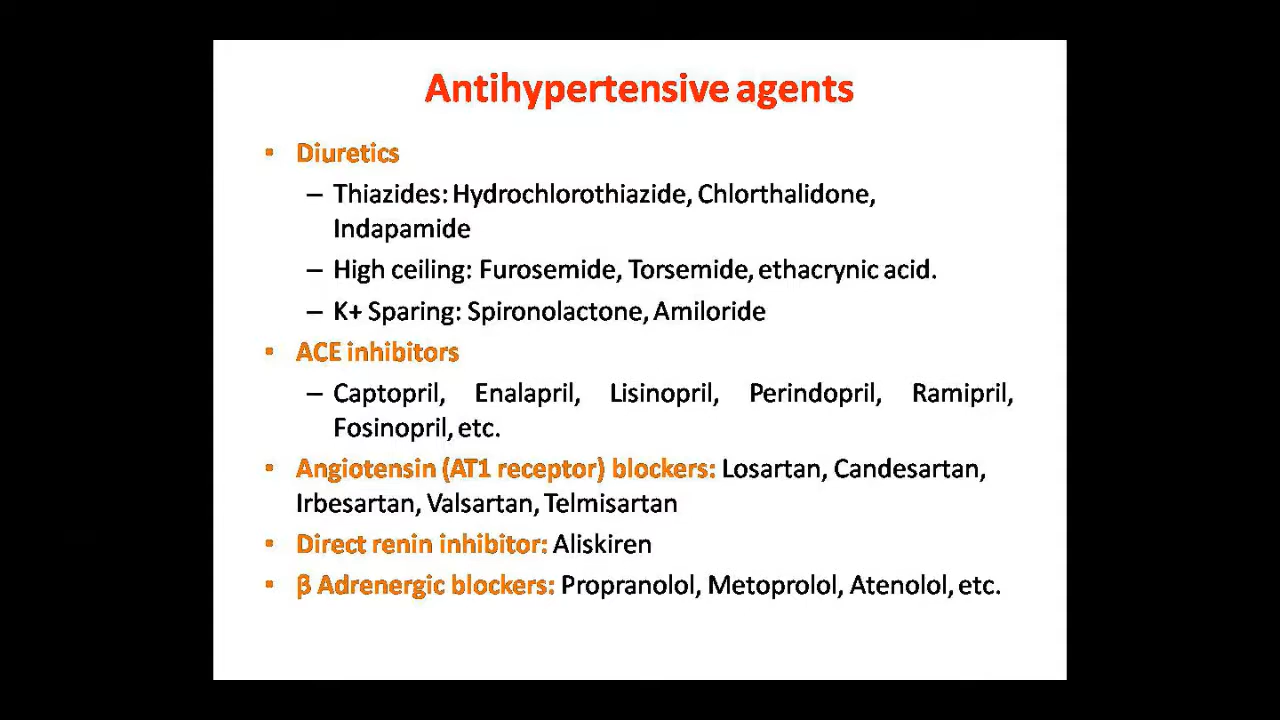 Antihypertensive agents
▪ Diuretics
– Thiazides: Hydrochlorothiazide, Chlorthalidone,
Indapamide
– High ceiling: Furosemide, Torsemide, ethacrynic acid.
– K+ Sparing: Spironolactone, Amiloride
▪ ACE inhibitors
– Captopril, Enalapril, Lisinopril, Perindopril, Ramipril,
Fosinopril, etc.
▪ Angiotensin (AT1 receptor) blockers: Losartan, Candesartan,
Irbesartan, Valsartan, Telmisartan
▪ Direct renin inhibitor: Aliskiren
▪ β Adrenergic blockers: Propranolol, Metoprolol, Atenolol, etc.